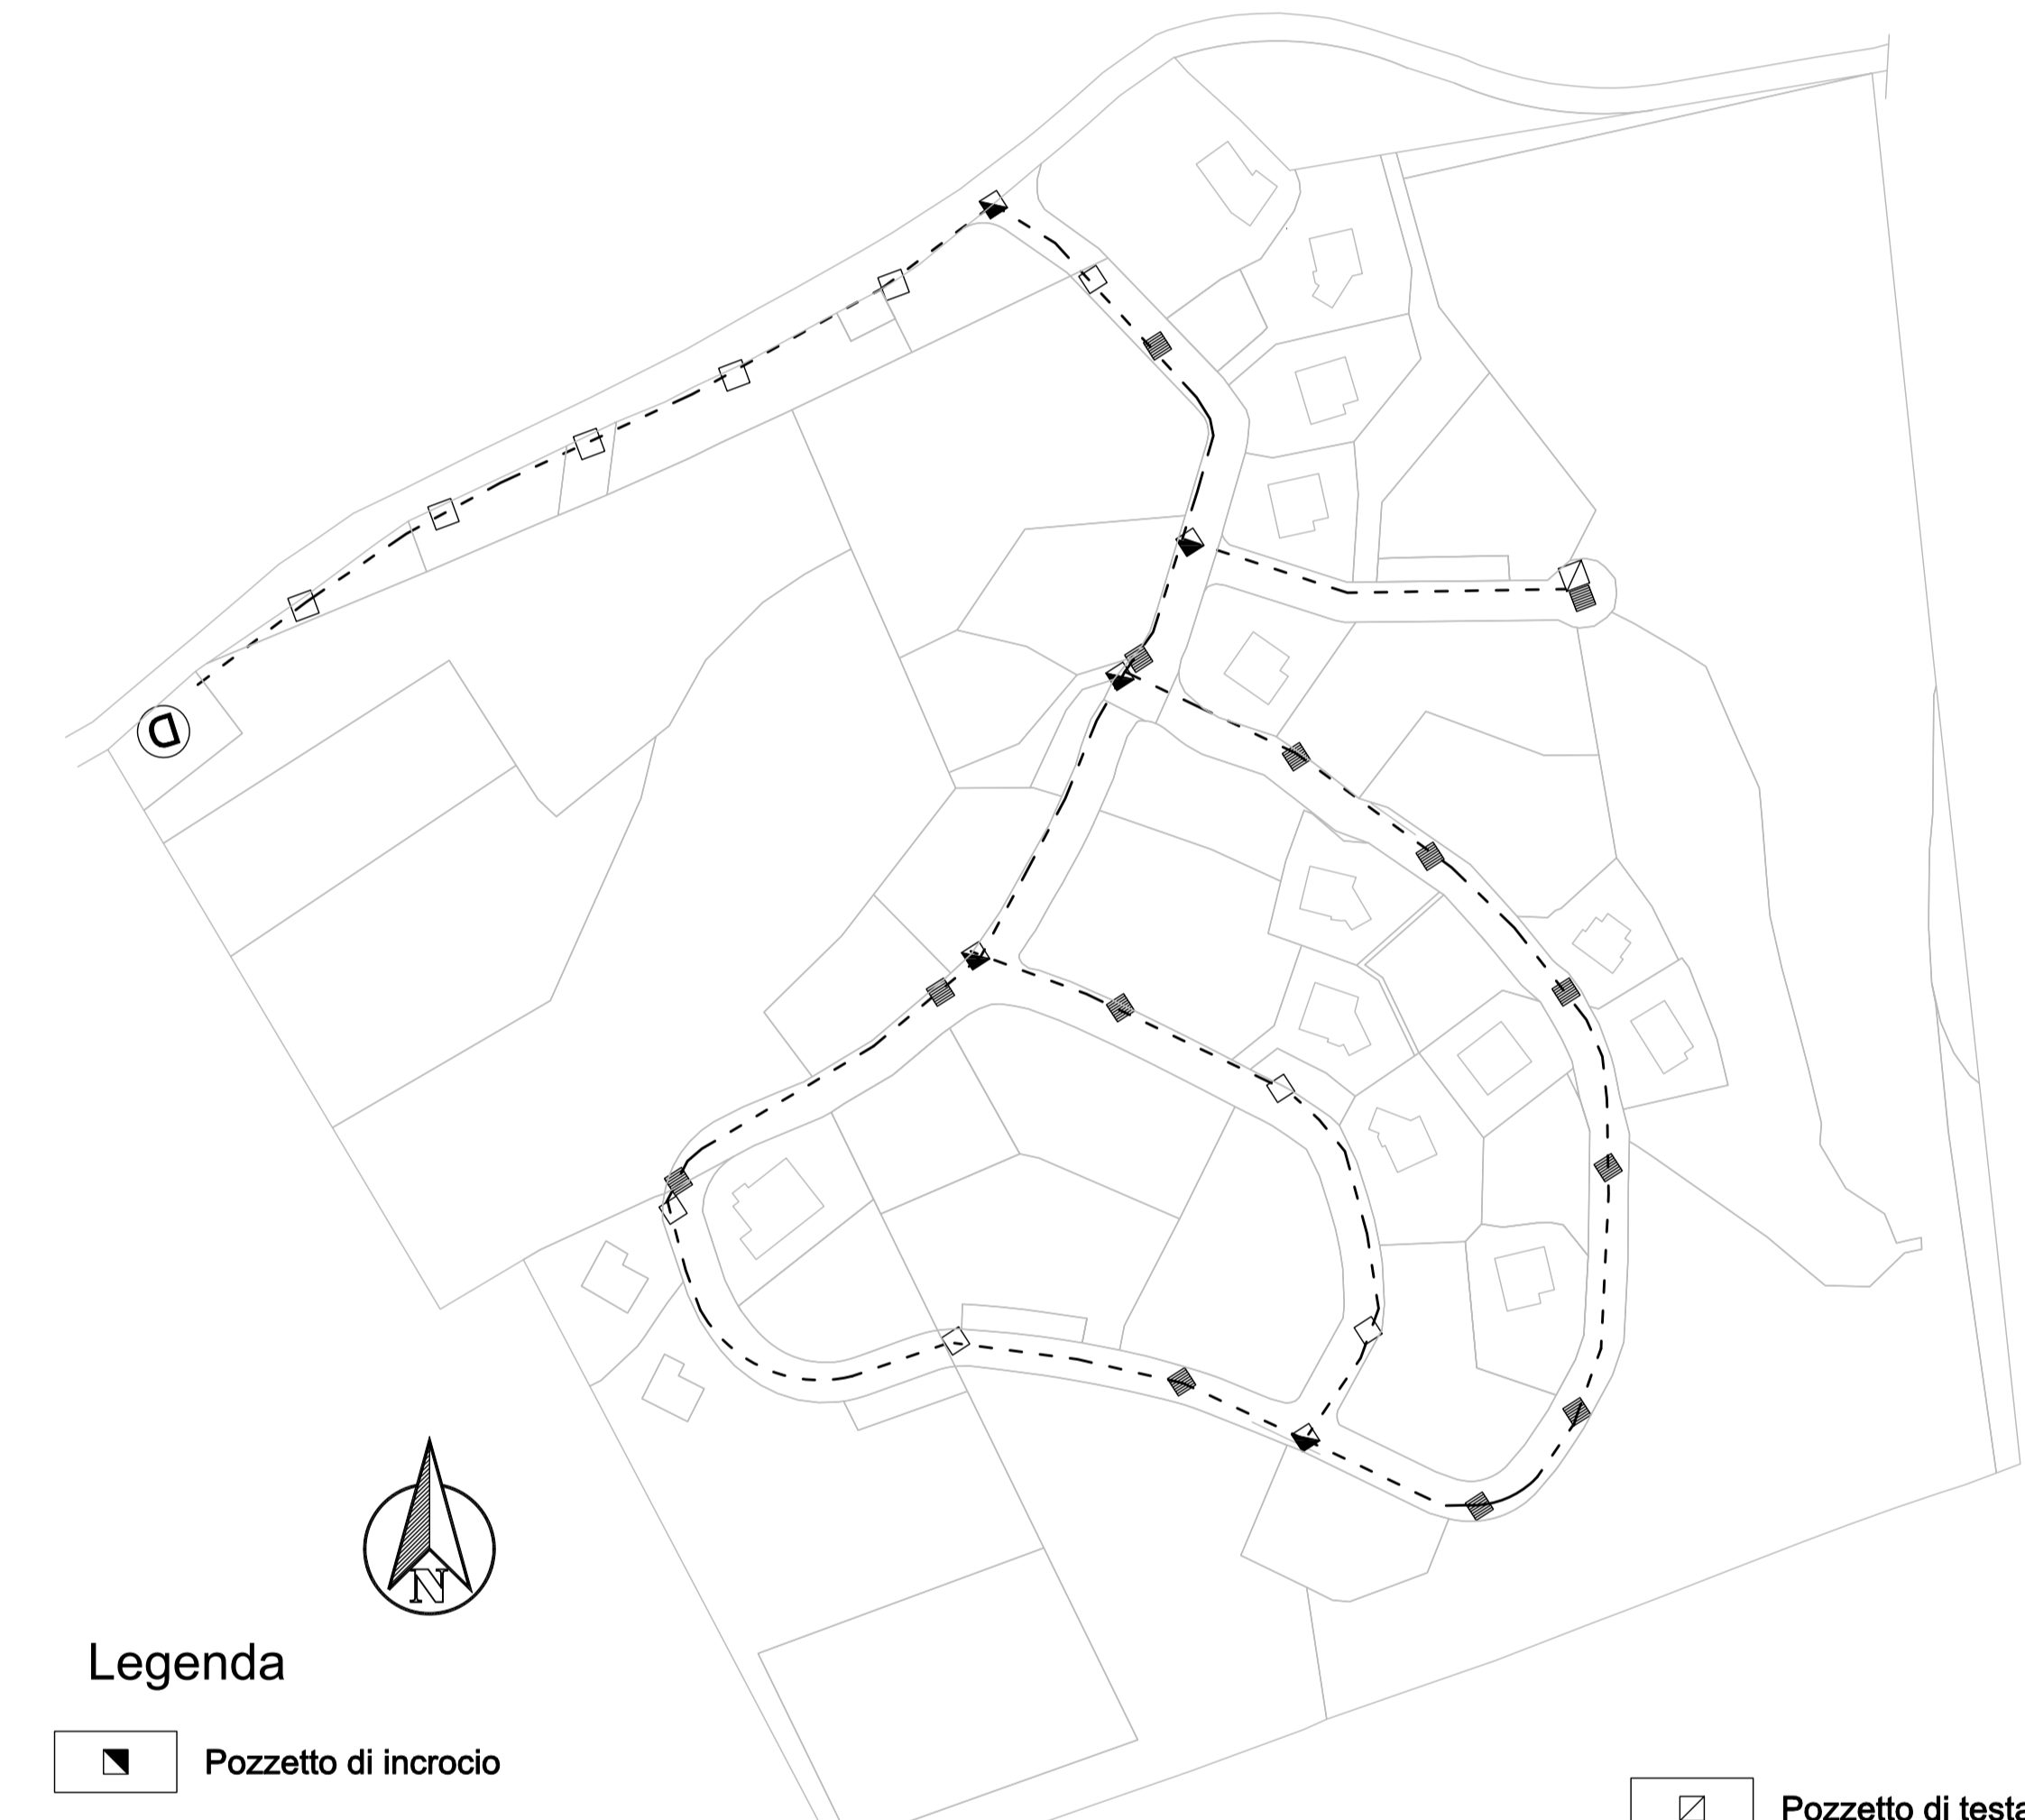 D
N
Legenda
Pozzetto di incrocio
Pozzetto di testa